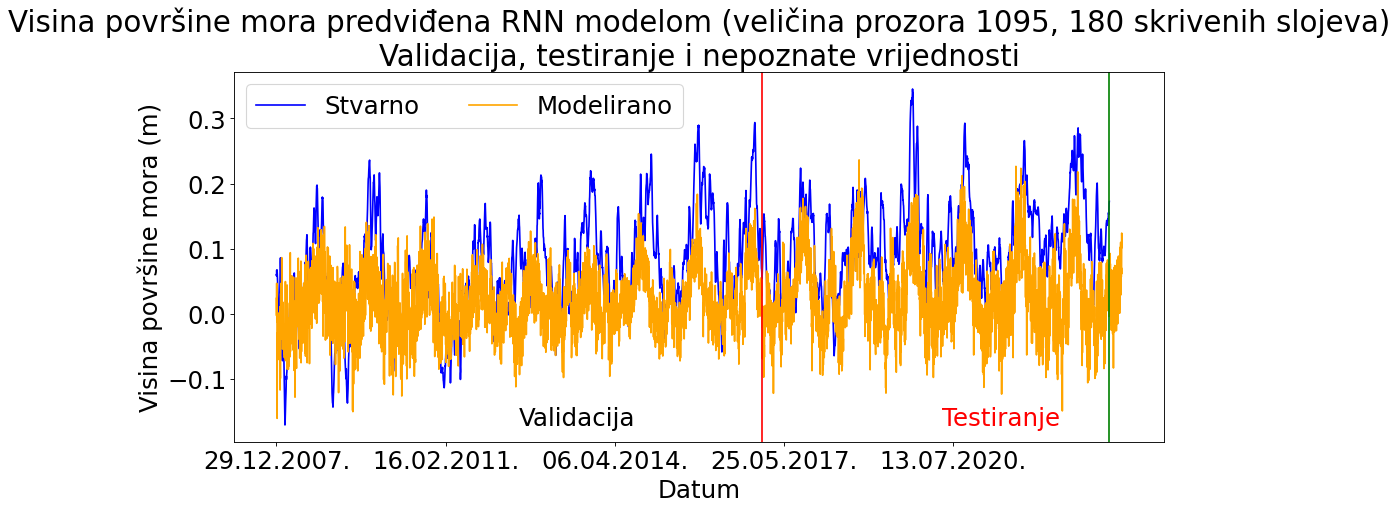 Visina površine mora predviđena RNN modelom (veličina prozora 1095, 180 skrivenih slojeva)
Validacija, testiranje i nepoznate vrijednosti
Stvarno Modelirano
Visina površine mora (m)
0.3
0.2
0.1
0.0
−0.1
Validacija Testiranje
29.12.2007. 16.02.2011. 06.04.2014. 25.05.2017. 13.07.2020.
Datum